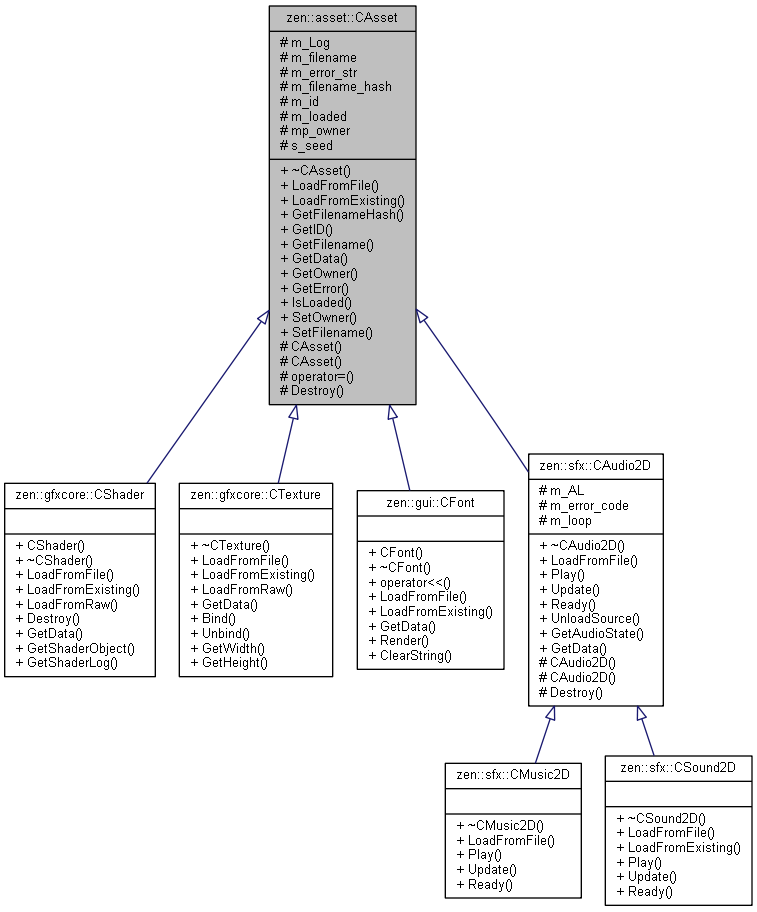 zen::asset::CAsset
# m_Log
# m_filename
# m_error_str
# m_filename_hash
# m_id
# m_loaded
# mp_owner
# s_seed
+ ~CAsset()
+ LoadFromFile()
+ LoadFromExisting()
+ GetFilenameHash()
+ GetID()
+ GetFilename()
+ GetData()
+ GetOwner()
+ GetError()
+ IsLoaded()
+ SetOwner()
+ SetFilename()
# CAsset()
# CAsset()
# operator=()
# Destroy()
zen::gfxcore::CShader
+ CShader()
+ ~CShader()
+ LoadFromFile()
+ LoadFromExisting()
+ LoadFromRaw()
+ Destroy()
+ GetData()
+ GetShaderObject()
+ GetShaderLog()
zen::gfxcore::CTexture
+ ~CTexture()
+ LoadFromFile()
+ LoadFromExisting()
+ LoadFromRaw()
+ GetData()
+ Bind()
+ Unbind()
+ GetWidth()
+ GetHeight()
zen::gui::CFont
+ CFont()
+ ~CFont()
+ operator<<()
+ LoadFromFile()
+ LoadFromExisting()
+ GetData()
+ Render()
+ ClearString()
zen::sfx::CAudio2D
# m_AL
# m_error_code
# m_loop
+ ~CAudio2D()
+ LoadFromFile()
+ Play()
+ Update()
+ Ready()
+ UnloadSource()
+ GetAudioState()
+ GetData()
# CAudio2D()
# CAudio2D()
# Destroy()
zen::sfx::CMusic2D
+ ~CMusic2D()
+ LoadFromFile()
+ Play()
+ Update()
+ Ready()
zen::sfx::CSound2D
+ ~CSound2D()
+ LoadFromFile()
+ LoadFromExisting()
+ Play()
+ Update()
+ Ready()